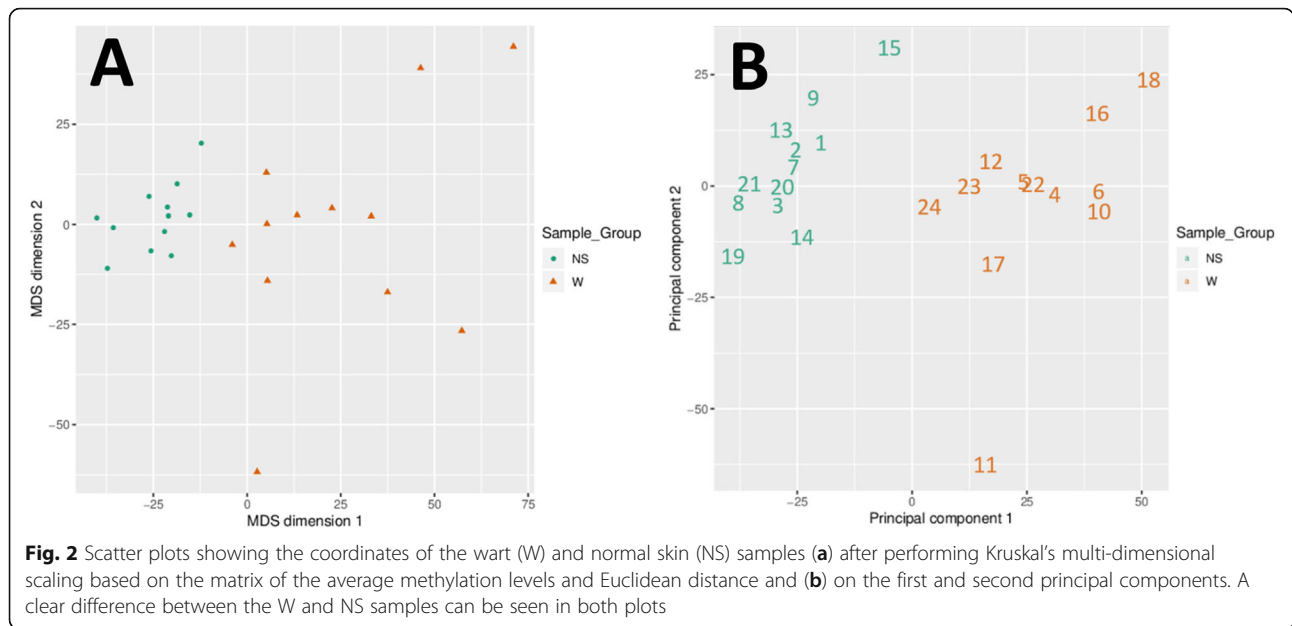 A
25
0
−25
−50
MDS dimension 2
−25
0
25
50
75
MDS dimension 1
Sample_Group
NS
W
B
25
0
−25
−50
Principal component 2
15
9
13
1
2
7
21
20
8
3
14
19
18
16
12
5
22
23
4
6
24
10
17
11
−25
0
25
50
Principal component 1
Sample_Group
a NS
a W
Fig. 2 Scatter plots showing the coordinates of the wart (W) and normal skin (NS) samples (a) after performing Kruskal's multi-dimensional
scaling based on the matrix of the average methylation levels and Euclidean distance and (b) on the first and second principal components. A
clear difference between the W and NS samples can be seen in both plots